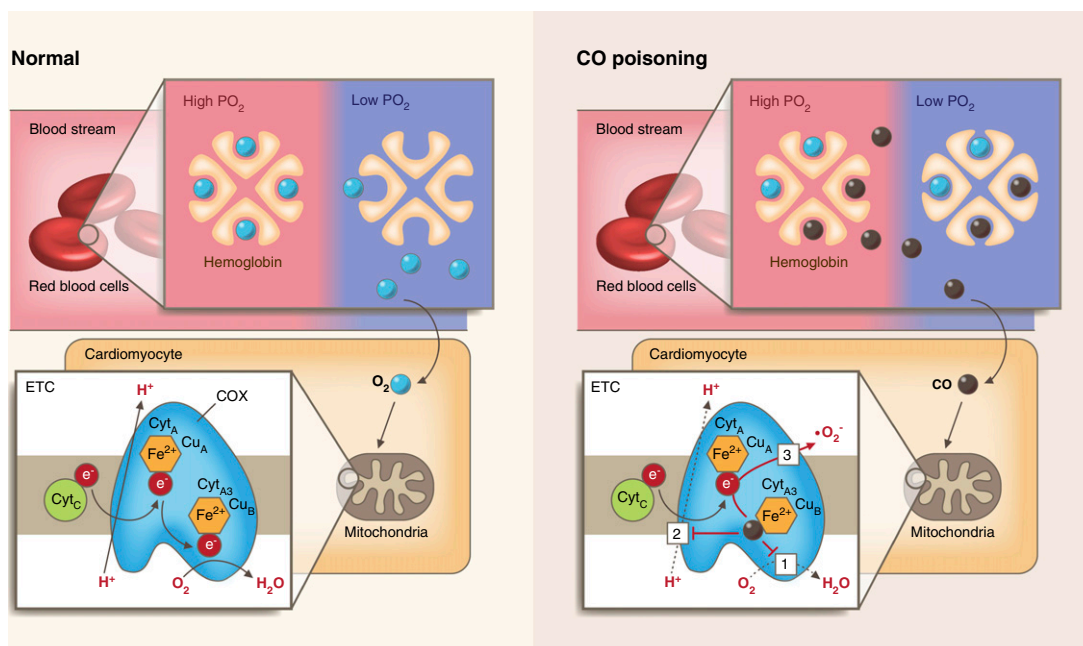 Normal
High PO2
Low PO2
Blood stream
Hemoglobin
Red blood cells
Cardiomyocyte
ETC
H+
COX
O2
CytA
CuA
Fe2+
e-
e-
CytC
CytA3
CuB
Fe2+
e-
Mitochondria
H+
O2
H2O
CO poisoning
High PO2
Low PO2
Blood stream
Hemoglobin
Red blood cells
Cardiomyocyte
ETC
H+
CO
CytA
CuA
•O2-
Fe2+
3
e-
e-
CytC
CytA3
CuB
Fe2+
2
Mitochondria
1
H+
O2
H2O